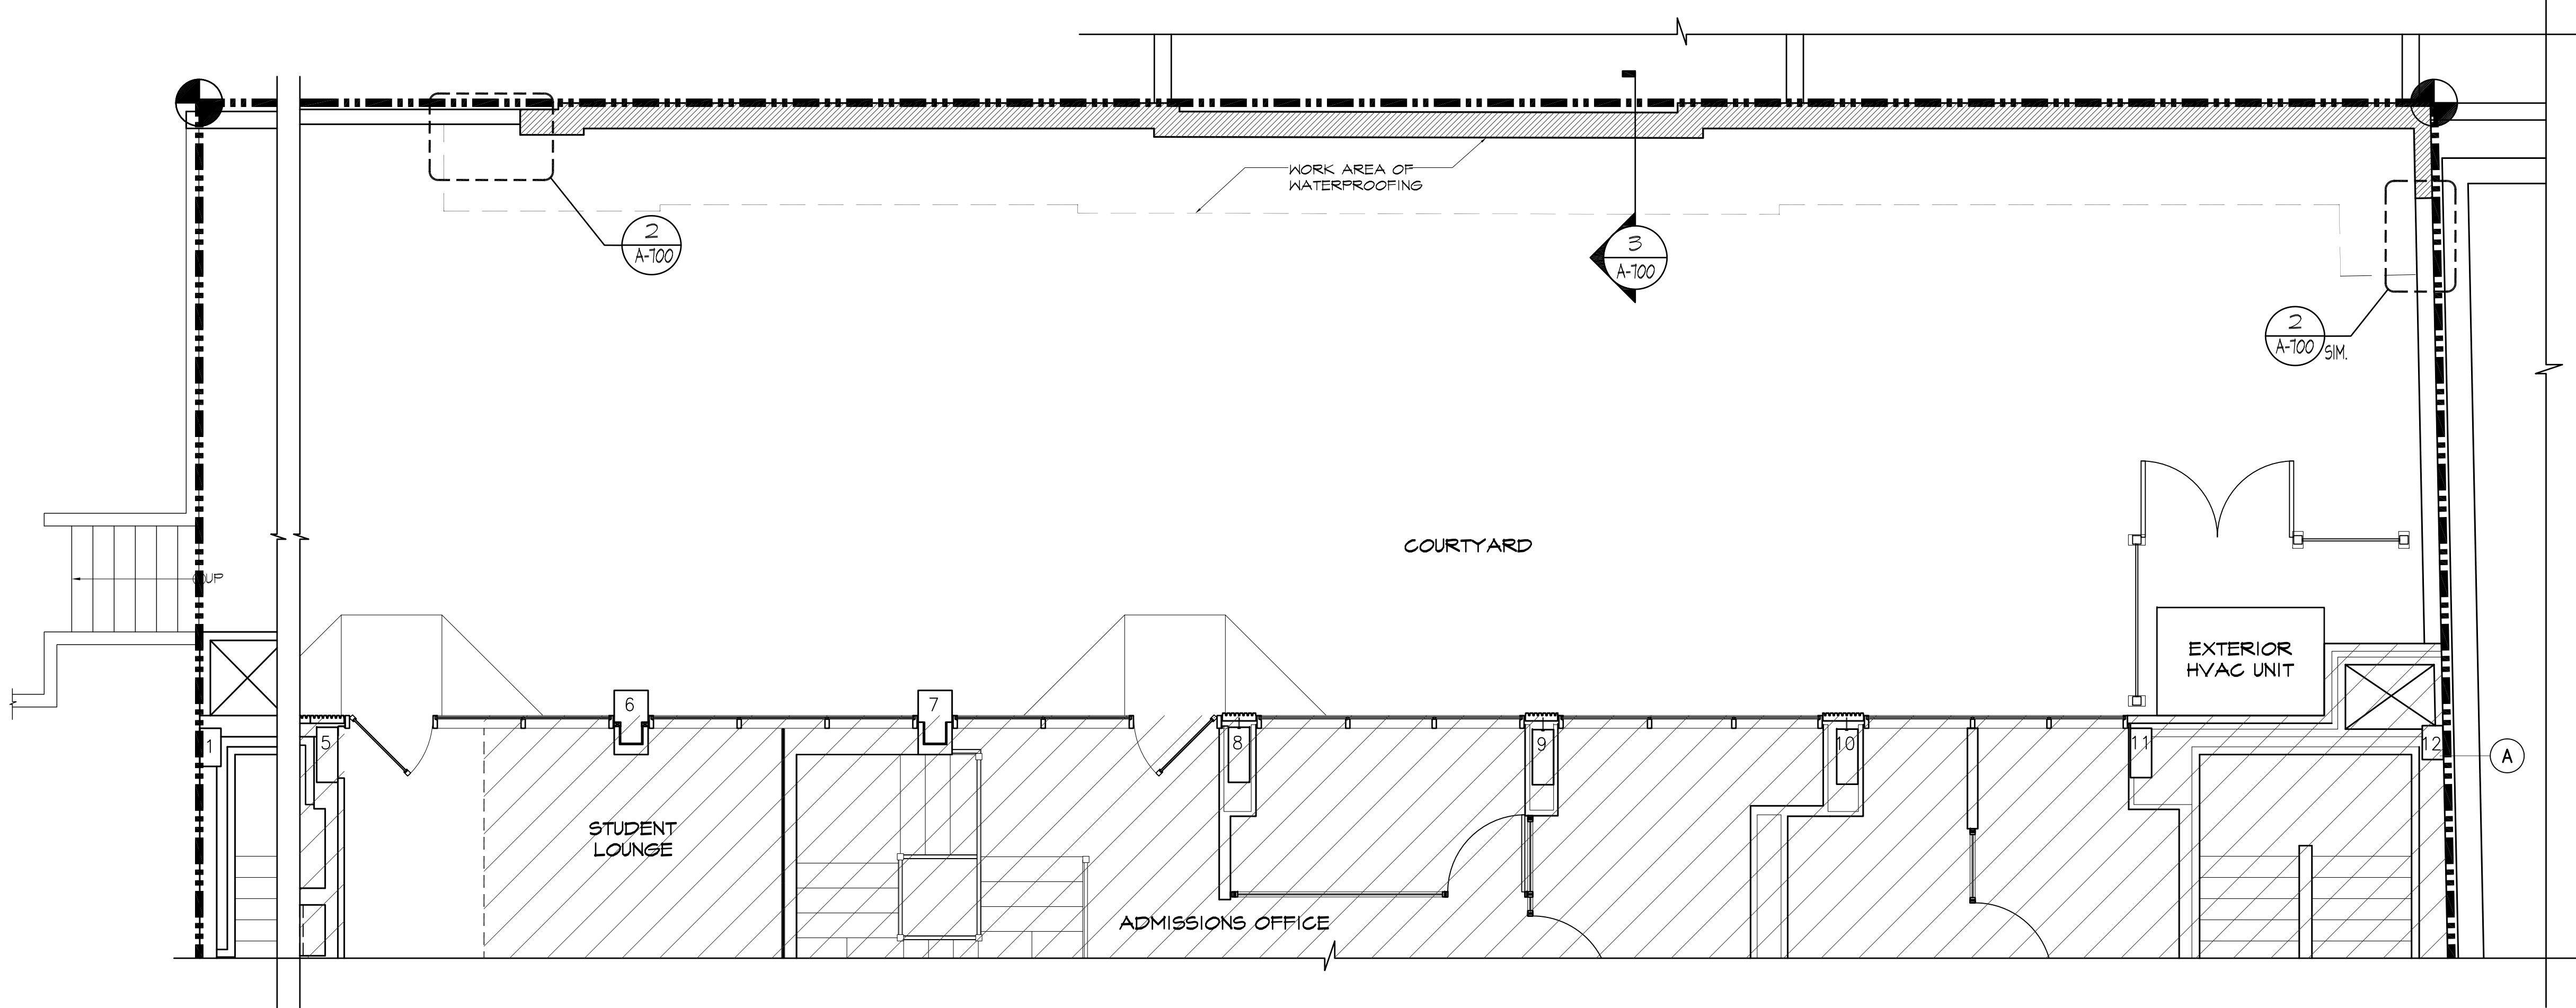 WORK AREA OF
WATERPROOFING
2
A-700
3
A-700
2
A-700 SIM.
COURTYARD
UP
EXTERIOR
HVAC UNIT
1
5
6
7
8
9
10
11
12
A
STUDENT
LOUNGE
ADMISSIONS OFFICE